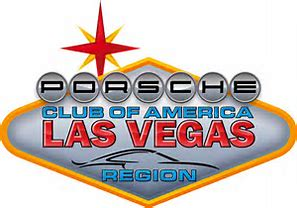 PORSCHE
CLUB OF AMERICA
LAS VEGAS
REGION